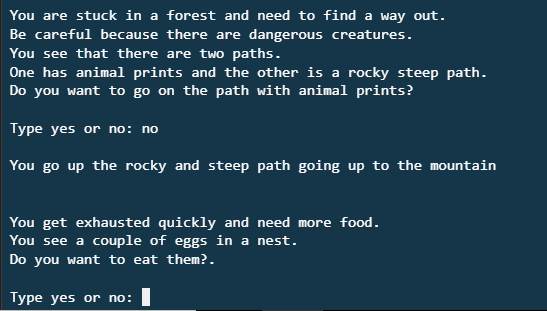 You are stuck in a forest and need to find a way out.
Be careful because there are dangerous creatures.
You see that there are two paths.
One has animal prints and the other is a rocky steep path.
Do you want to go on the path with animal prints?
Type yes or no: no
You go up the rocky and steep path going up to the mountain
You get exhausted quickly and need more food.
You see a couple of eggs in a nest.
Do you want to eat them?.
Type yes or no: